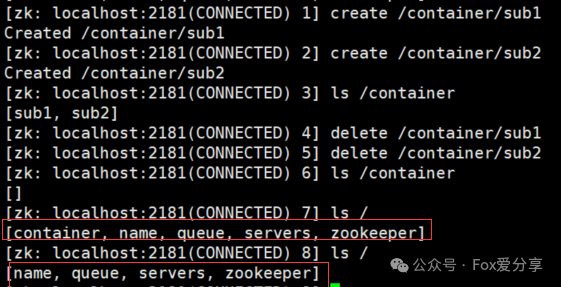 [zk: localhost:2181(CONNECTED) 1] create /container/sub1
Created /container/sub1
[zk: localhost:2181(CONNECTED) 2] create /container/sub2
Created /container/sub2
[zk: localhost:2181(CONNECTED) 3] ls /container
[sub1, sub2]
[zk: localhost:2181(CONNECTED) 4] delete /container/sub1
[zk: localhost:2181(CONNECTED) 5] delete /container/sub2
[zk: localhost:2181(CONNECTED) 6] ls /container
[]
[zk: localhost:2181(CONNECTED) 7] ls /
[container, name, queue, servers, zookeeper]
[zk: localhost:2181(CONNECTED) 8] ls /
[name, queue, servers, zookeeper]
公众号 · Fox爱分享